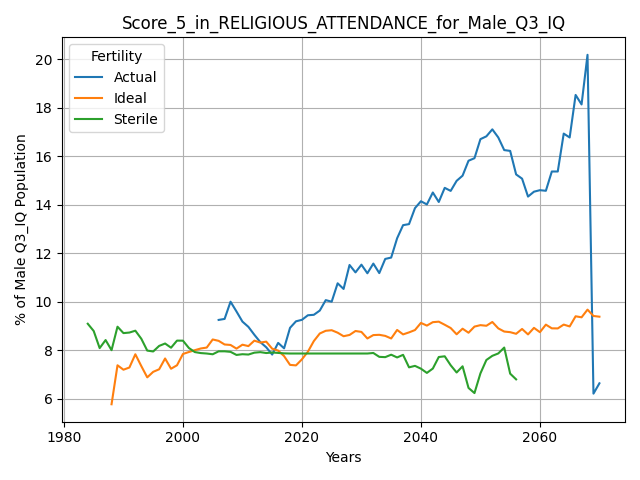 Score_5_in_RELIGIOUS_ATTENDANCE_for_Male_Q3_IQ
Fertility
Actual
Ideal
Sterile
% of Male Q3_IQ Population
20
18
16
14
12
10
8
6
1980 2000 2020 2040 2060
Years